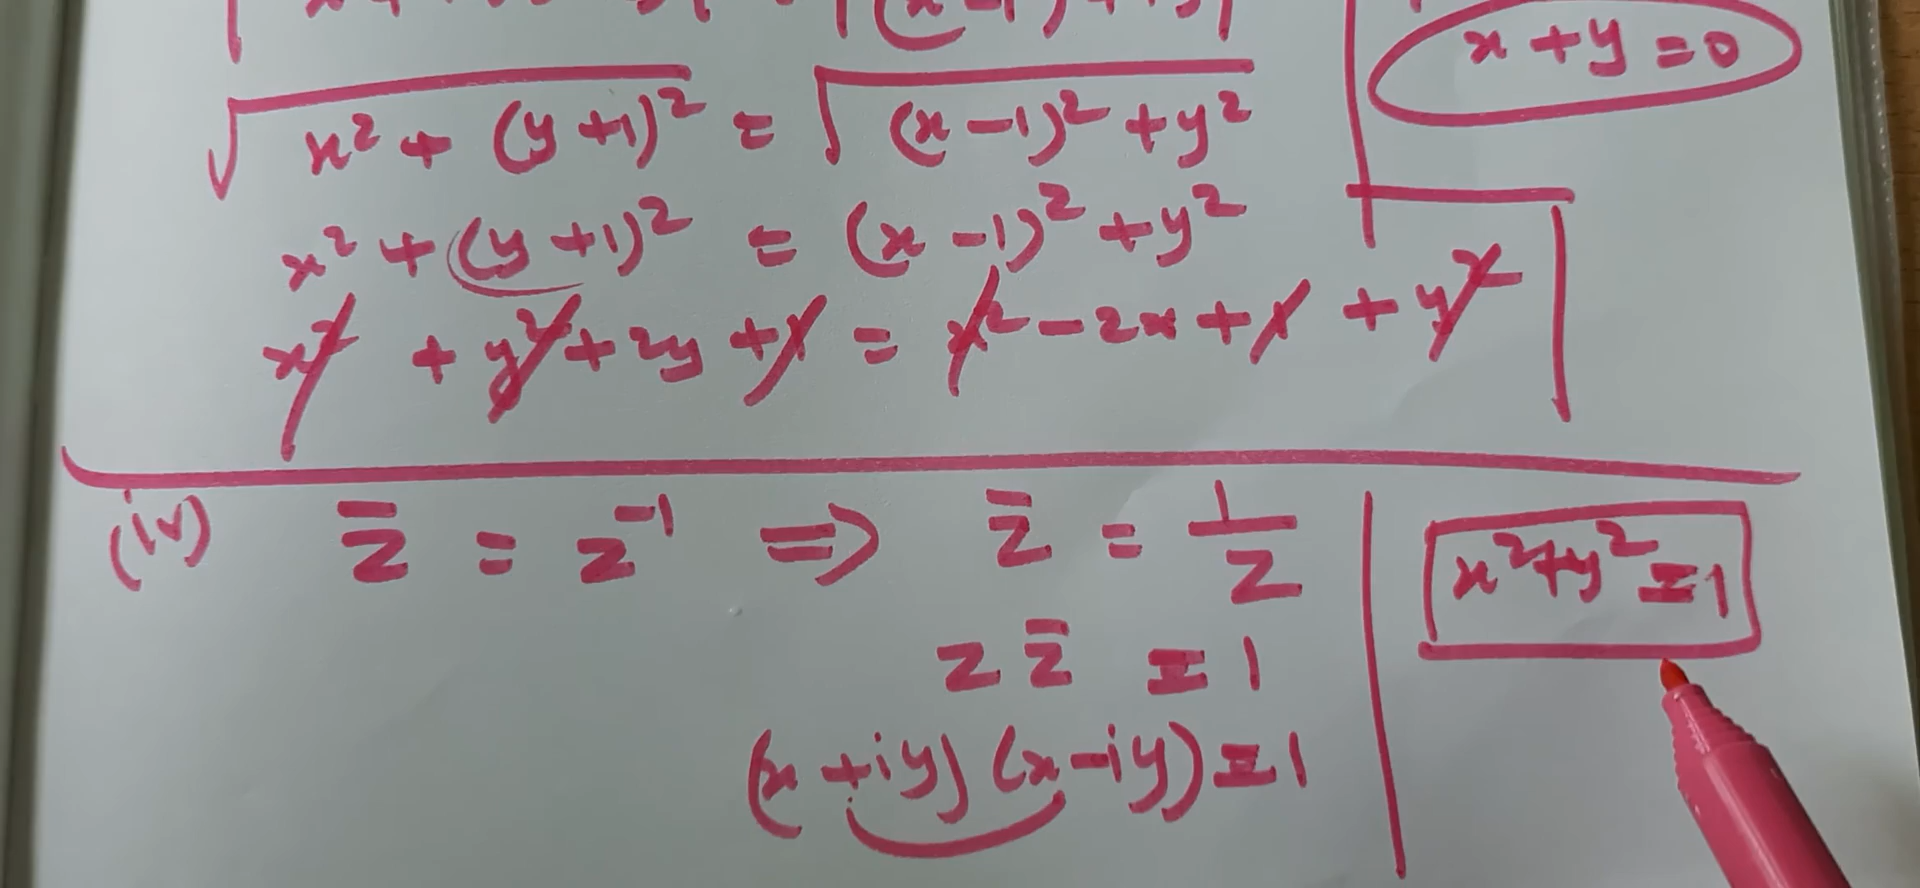 x + y = 0
√(x² + (y+1)²) = √((x-1)² + y²)
x² + (y+1)² = (x-1)² + y²
x² + y² + 2y + 1 = x² - 2x + 1 + y²
(iv) z̄ = z⁻¹ ⇒ z̄ = 1/z
z z̄ = 1
(x+iy)(x-iy) = 1
x²+y² = 1